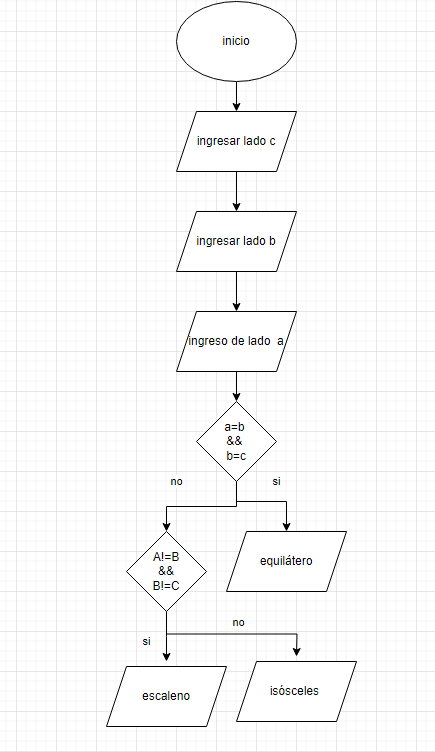 inicio
ingresar lado c
ingresar lado b
ingreso de lado a
a=b
&&
b=c
no
si
A!=B
&&
B!=C
equilátero
no
si
escaleno
isósceles